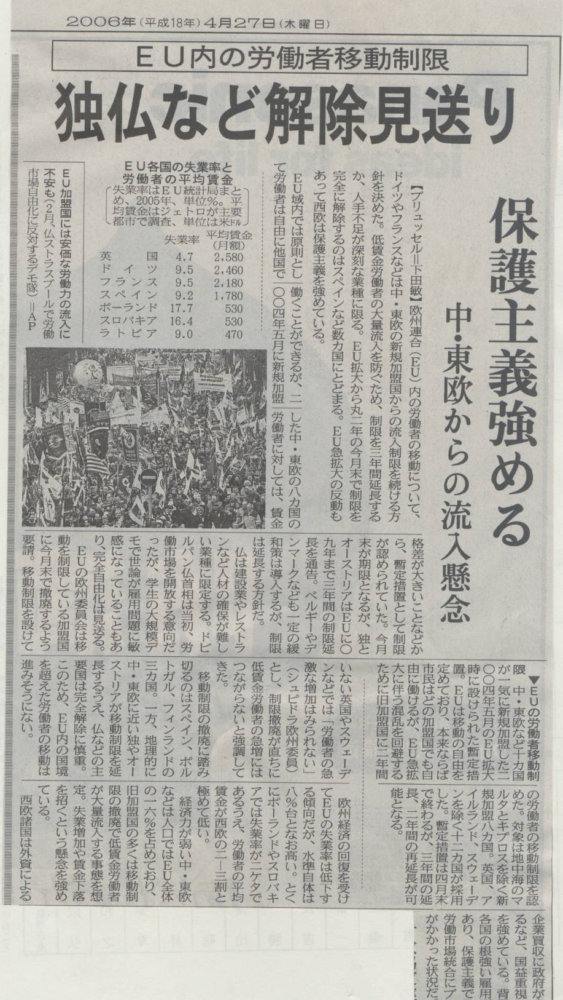 2006年(平成18年)4月27日(木曜日)
ＥＵ内の労働者移動制限
独仏など解除見送り
保護主義強める
中・東欧からの流入懸念
【ブリュッセル＝下田敏】欧州連合（ＥＵ）内の労働者の移動について、
ドイツやフランスなどは中・東欧の新規加盟国からの流入制限を続ける方
針を決めた。低賃金労働者の大量流入を防ぐため、制限を三年間延長する
か、人手不足が深刻な業種に限る。ＥＵ拡大から丸二年の今月末で制限を
完全に解除するのはスペインなど数カ国にとどまる。ＥＵ急拡大の反動も
あって西欧は保護主義を強めている。
ＥＵ域内では原則とし
て労働者は自由に他国で
働くことができるが、二
〇〇四年五月に新規加盟
した中・東欧の八カ国の
労働者に対しては、賃金
ＥＵ各国の失業率と
労働者の平均賃金
失業率はＥＵ統計局まと
め、2005年、単位％。平
均賃金はジェトロが主要
都市で調査、単位は米ドル
失業率 平均賃金
(月額)
英国 4.7 2,580
ドイツ 9.5 2,460
フランス 9.5 2,180
スペイン 9.2 1,780
ポーランド 17.7 530
スロバキア 16.4 530
ラトビア 9.0 470
ＥＵ加盟国には安価な労働力の流入に
不安も（２月、仏ストラスブールで労働
市場自由化に反対するデモ隊）＝ＡＰ
格差が大きいことなどか
ら、暫定措置として制限
が認められていた。今月
末が期限となるが、独と
オーストリアはＥＵに〇
九年まで三年間の制限延
長を通告。ベルギーやデ
ンマークなども一定の緩
和策は導入するが、制限
は延長する方針だ。
仏は建設業やレストラ
ンなど人材の確保が難し
い業種に限定する。ドビ
ルパン仏首相は当初、労
働市場を開放する意向だ
ったが、学生の大規模デ
モで世論が雇用問題に敏
感になっていることもあ
り、完全自由化は見送る。
ＥＵの欧州委員会は移
動を制限している加盟国
に今月末で撤廃するよう
要請。移動制限を設けて
いない英国やスウェーデ
ンなどでは「労働者の急
激な増加はみられない」
（シュピドラ欧州委員）
とし、制限撤廃が直ちに
低賃金労働者の急増には
つながらないと強調して
きた。
移動制限の撤廃に踏み
切るのはスペイン、ポル
トガル、フィンランドの
三カ国。一方、地理的に
中・東欧に近い独やオー
ストリアが移動制限を延
長するうえ、仏などの主
要国は完全解除に慎重。
このため、ＥＵ内の国境
を超えた労働者の移動は
進みそうにない。
欧州経済の回復を受け
てＥＵの失業率は低下す
る傾向だが、水準自体は
八％台となお高い。とく
にポーランドやスロバキ
アでは失業率が二ケタで
あるうえ、労働者の平均
賃金が西欧の二―三割と
極めて低い。
経済力が弱い中・東欧
などは人口ではＥＵ全体
の一六％を占めており、
旧加盟国の多くは移動制
限の撤廃で低賃金労働者
が大量流入する事態を想
定。失業増加や賃金下落
を招くという懸念を強め
ている。
西欧諸国は外資による
企業買収に政府が
るなど、国益重視
を強めている。背
各国の根強い雇用
あり、保護主義で
労働市場統合にブ
がかかった状況だ。
▼ＥＵの労働者移動制
限 中・東欧など十カ国
が一気に新規加盟した二
〇〇四年五月のＥＵ拡大
時に設けられた暫定措
置。ＥＵは移動の自由を
定めており、本来ならば
市民はどの加盟国でも自
由に働けるが、ＥＵ急拡
大に伴う混乱を回避する
ために旧加盟国に二年間
の労働者の移動制限を認
めた。対象は地中海のマ
ルタとキプロスを除く新
規加盟八カ国。英国、ア
イルランド、スウェーデ
ンを除く十二カ国が採用
した。暫定措置は四月末
で終わるが、三年間の延
長、二年間の再延長が可
能となる。